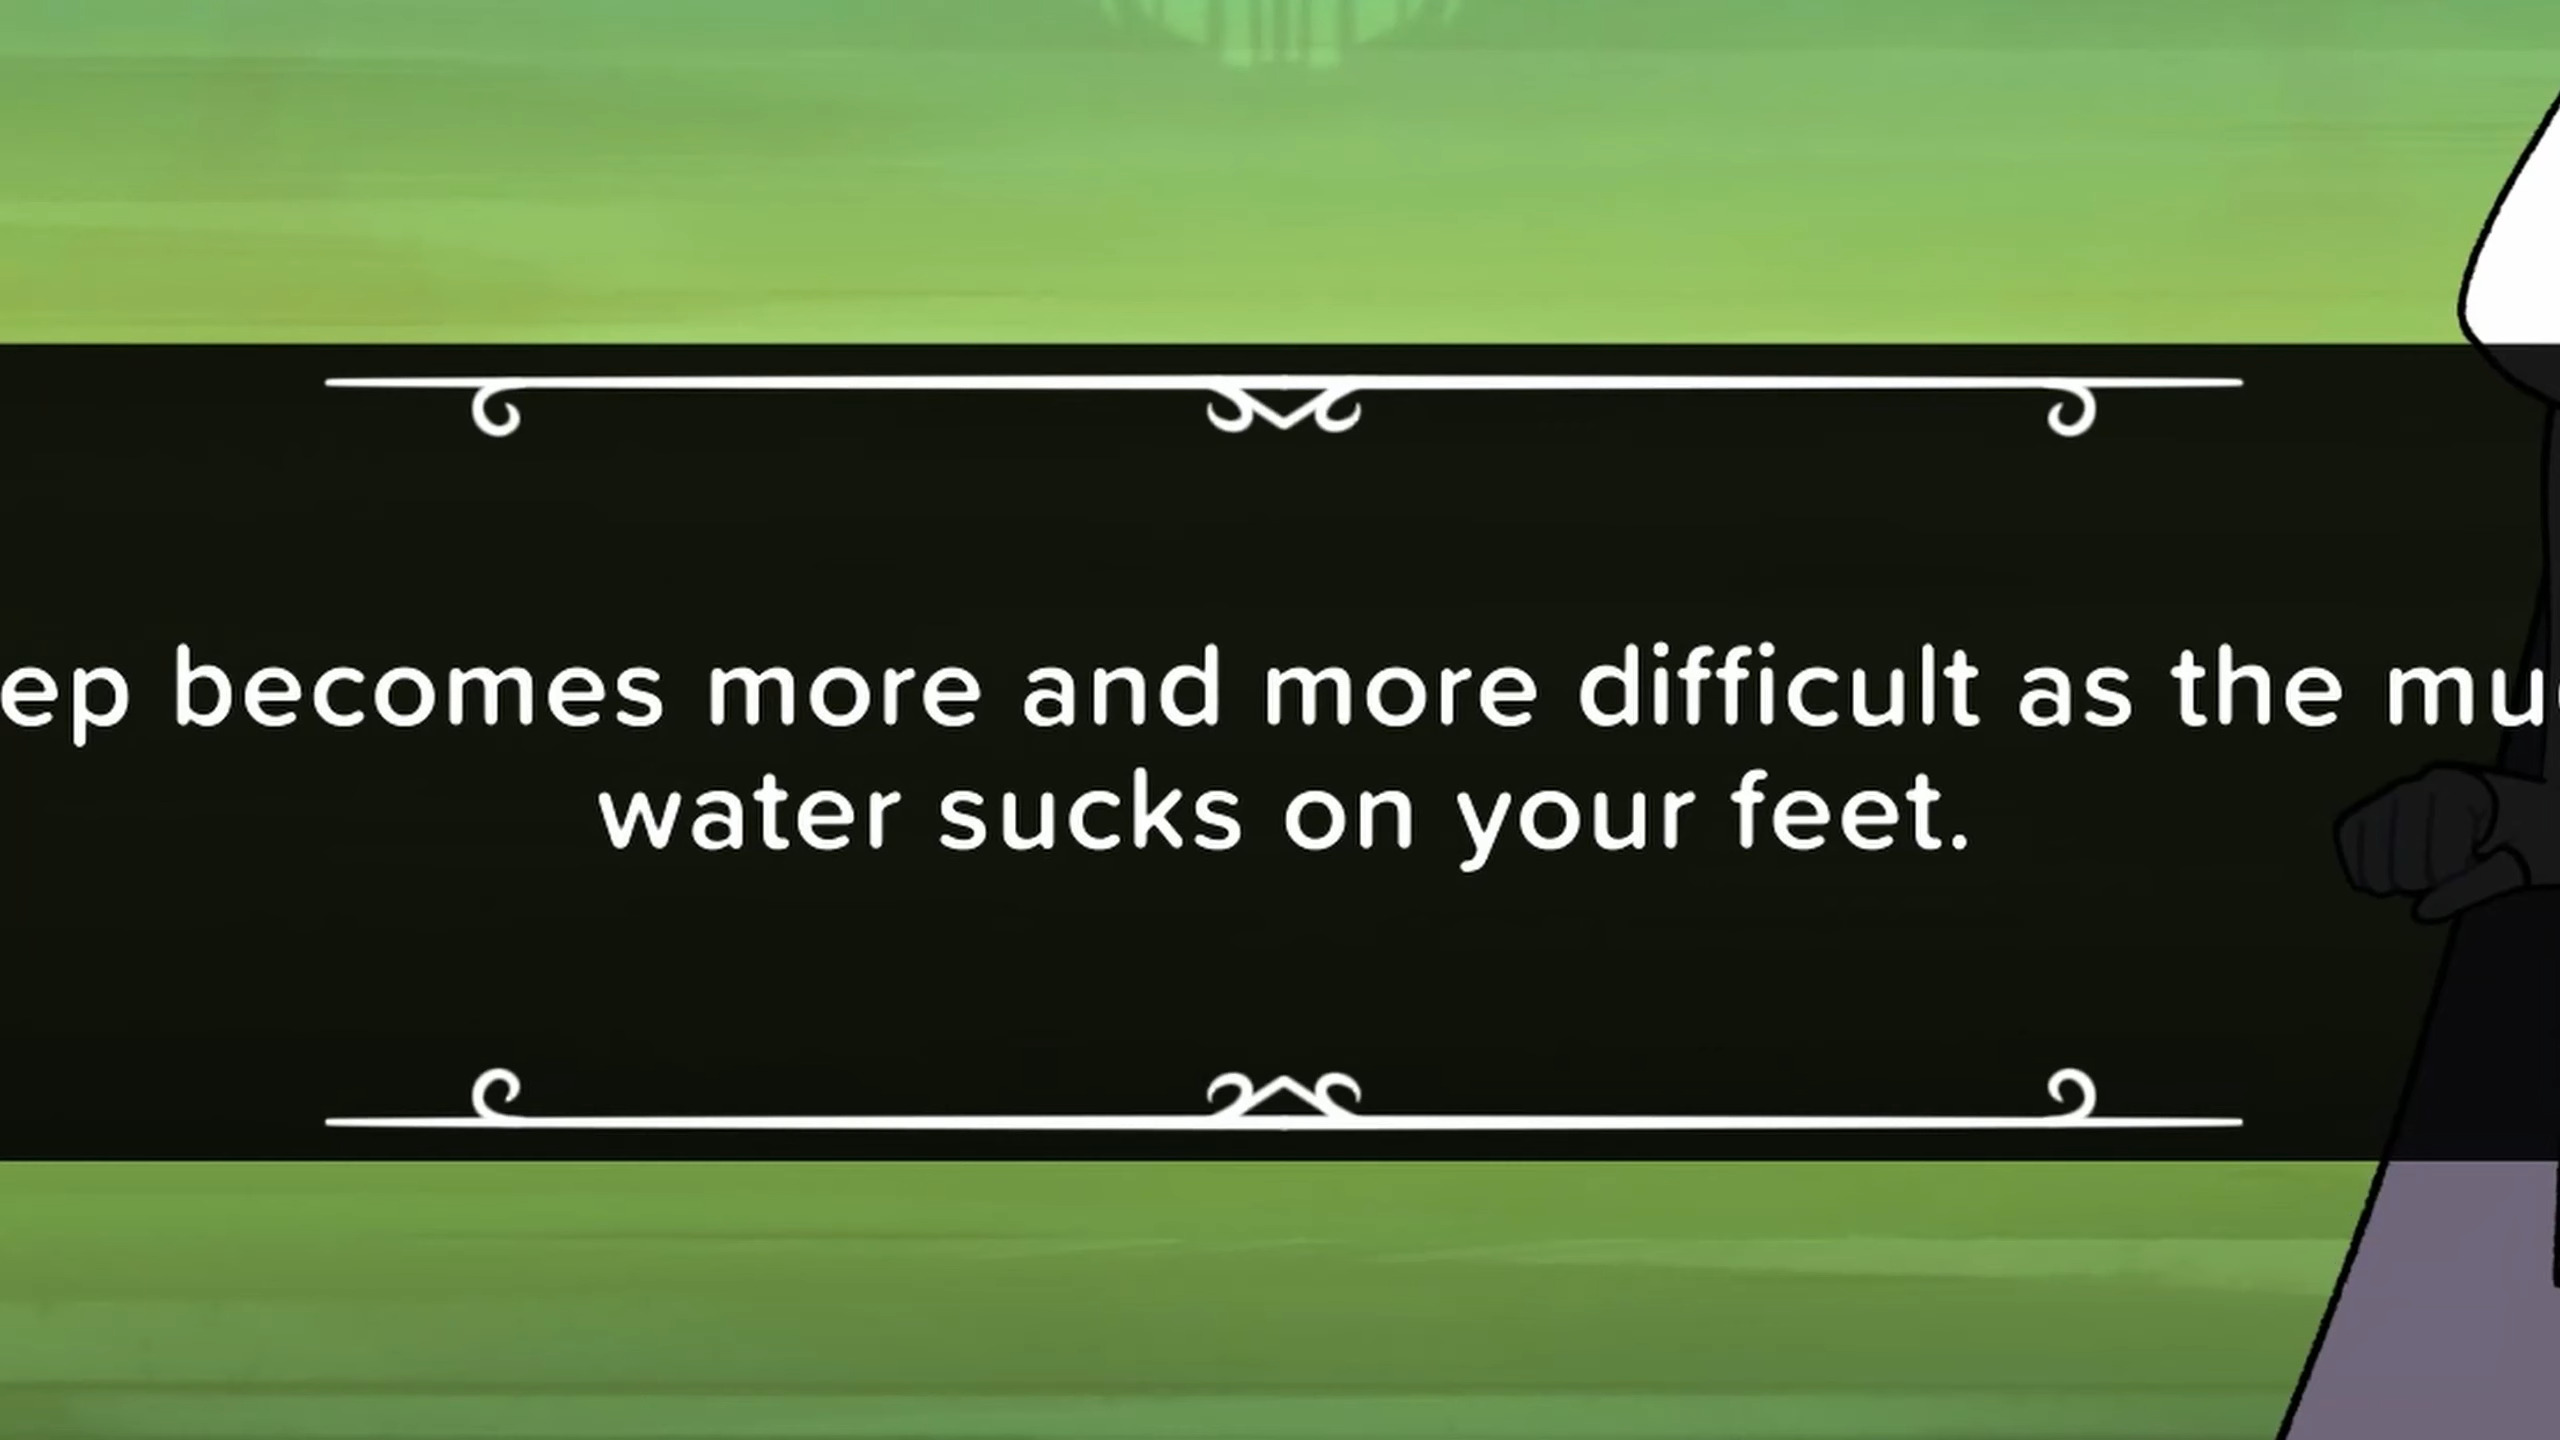 ep becomes more and more difficult as the mu
water sucks on your feet.